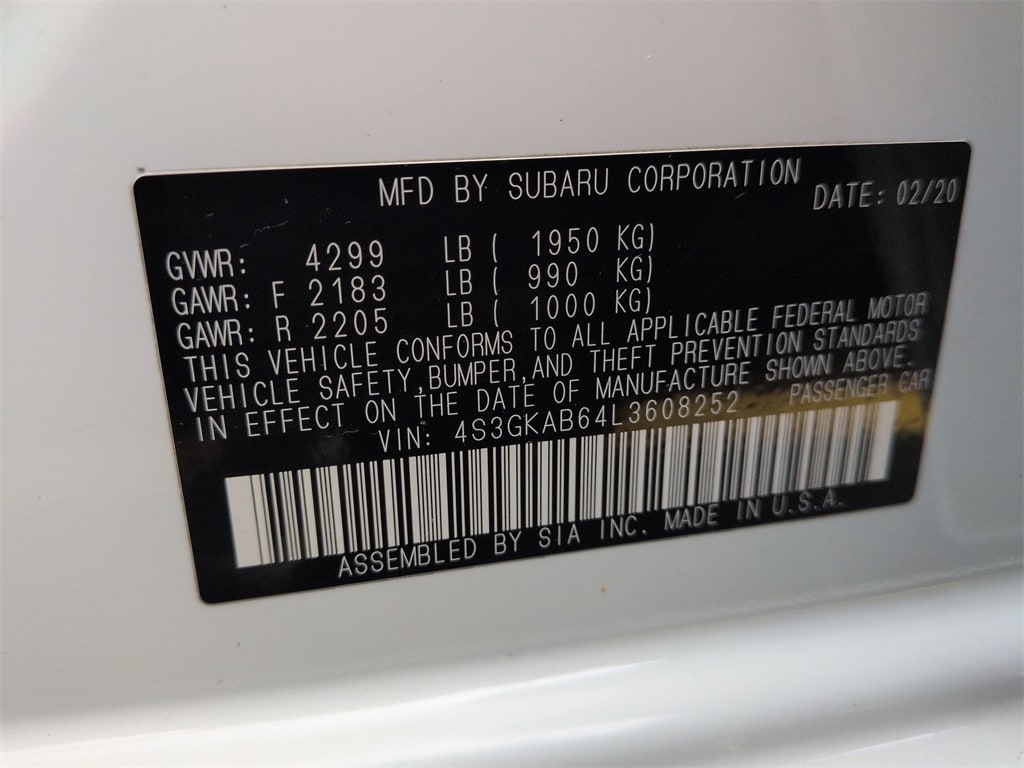 MFD BY SUBARU CORPORATION DATE: 02/20
GVWR: 4299 LB ( 1950 KG)
GAWR: F 2183 LB ( 990 KG)
GAWR: R 2205 LB ( 1000 KG)
THIS VEHICLE CONFORMS TO ALL APPLICABLE FEDERAL MOTOR
VEHICLE SAFETY,BUMPER,AND THEFT PREVENTION STANDARDS
IN EFFECT ON THE DATE OF MANUFACTURE SHOWN ABOVE.
VIN: 4S3GKAB64L3608252 PASSENGER CAR
ASSEMBLED BY SIA INC. MADE IN U.S.A.